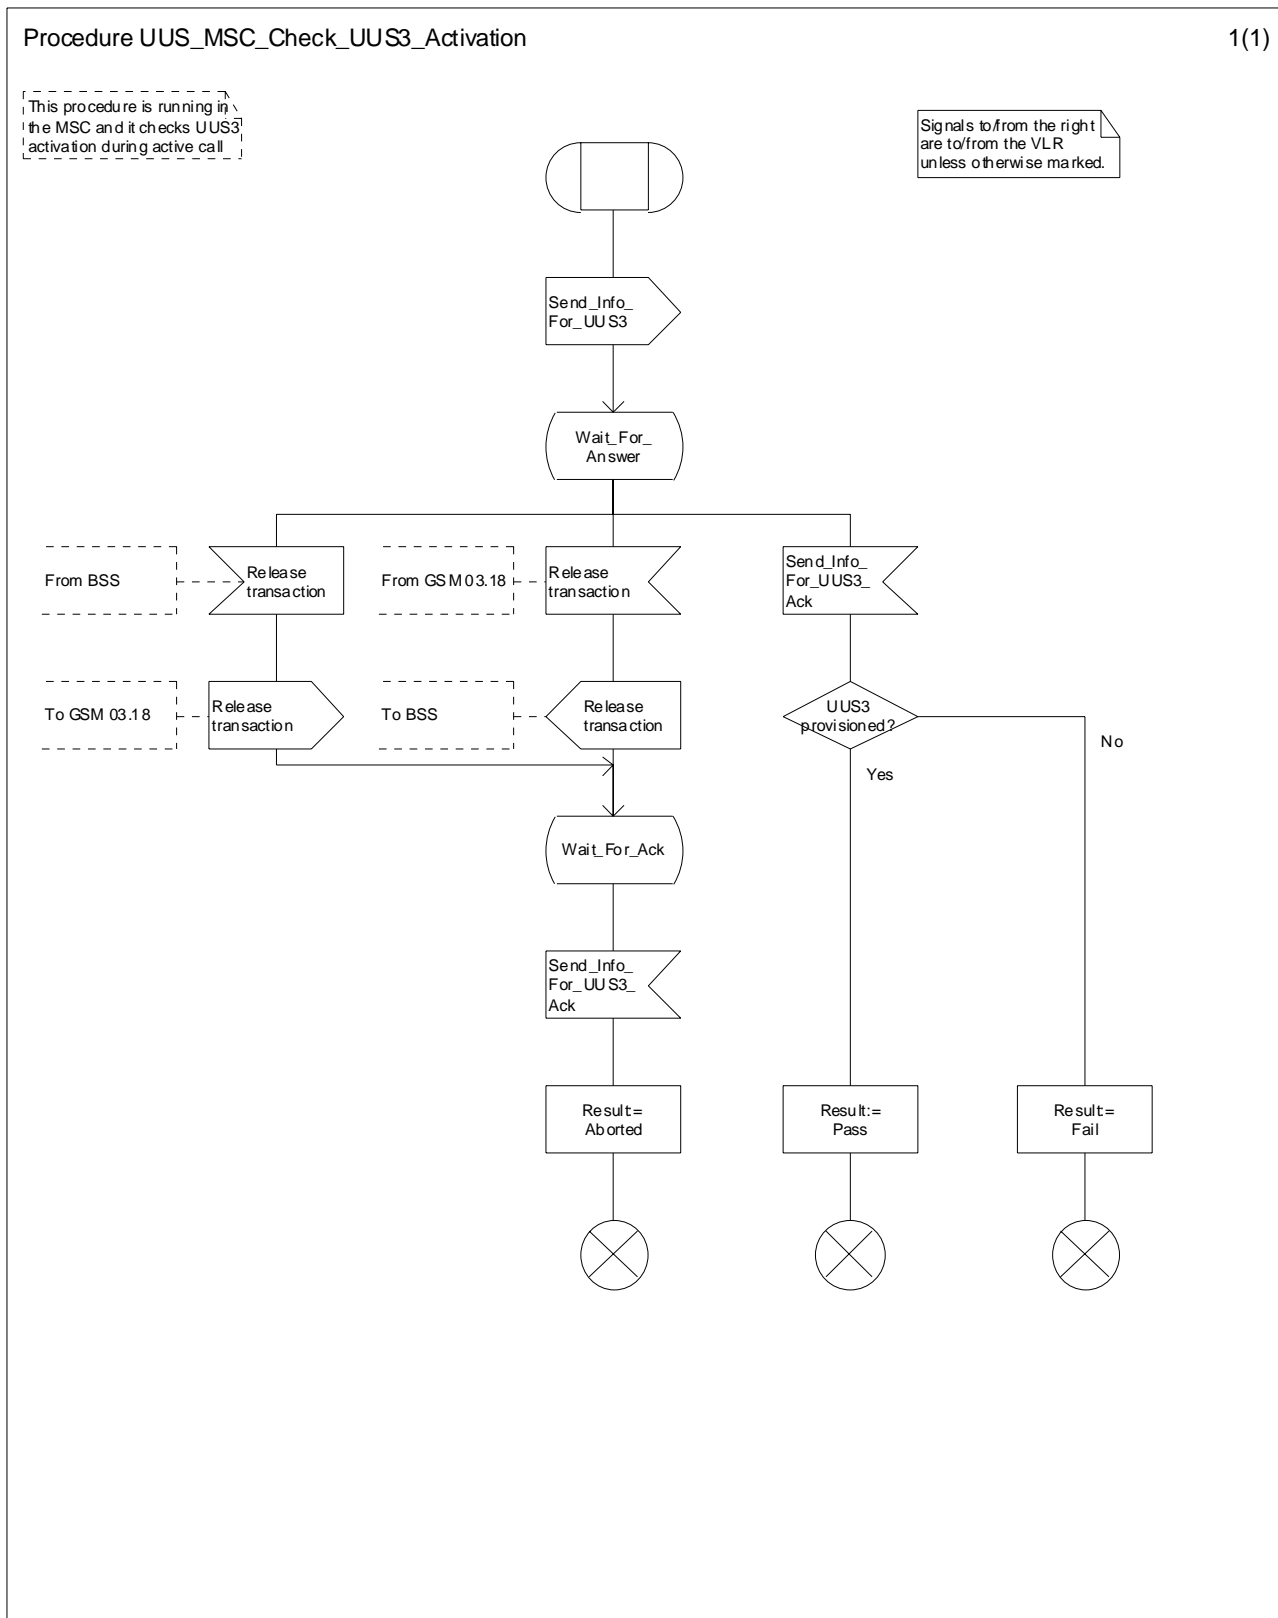 Procedure UUS_MSC_Check_UUS3_Activation
1(1)
This procedure is running in
the MSC and it checks UUS3
activation during active call
Signals to/from the right
are to/from the VLR
unless otherwise marked.
Send_Info_
For_UUS3
Wait_For_
Answer
From BSS
Release
transaction
From GSM 03.18
Release
transaction
Send_Info_
For_UUS3_
Ack
To GSM 03.18
Release
transaction
To BSS
Release
transaction
UUS3
provisioned?
No
Yes
Wait_For_Ack
Send_Info_
For_UUS3_
Ack
Result:=
Aborted
Result:=
Pass
Result:=
Fail